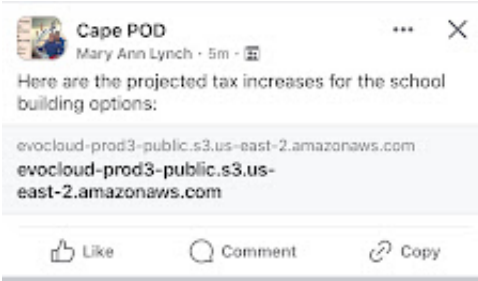 Cape POD
Mary Ann Lynch · 5m ·
Here are the projected tax increases for the school
building options:
evocloud-prod3-public.s3.us-east-2.amazonaws.com
evocloud-prod3-public.s3.us-
east-2.amazonaws.com
Like Comment Copy